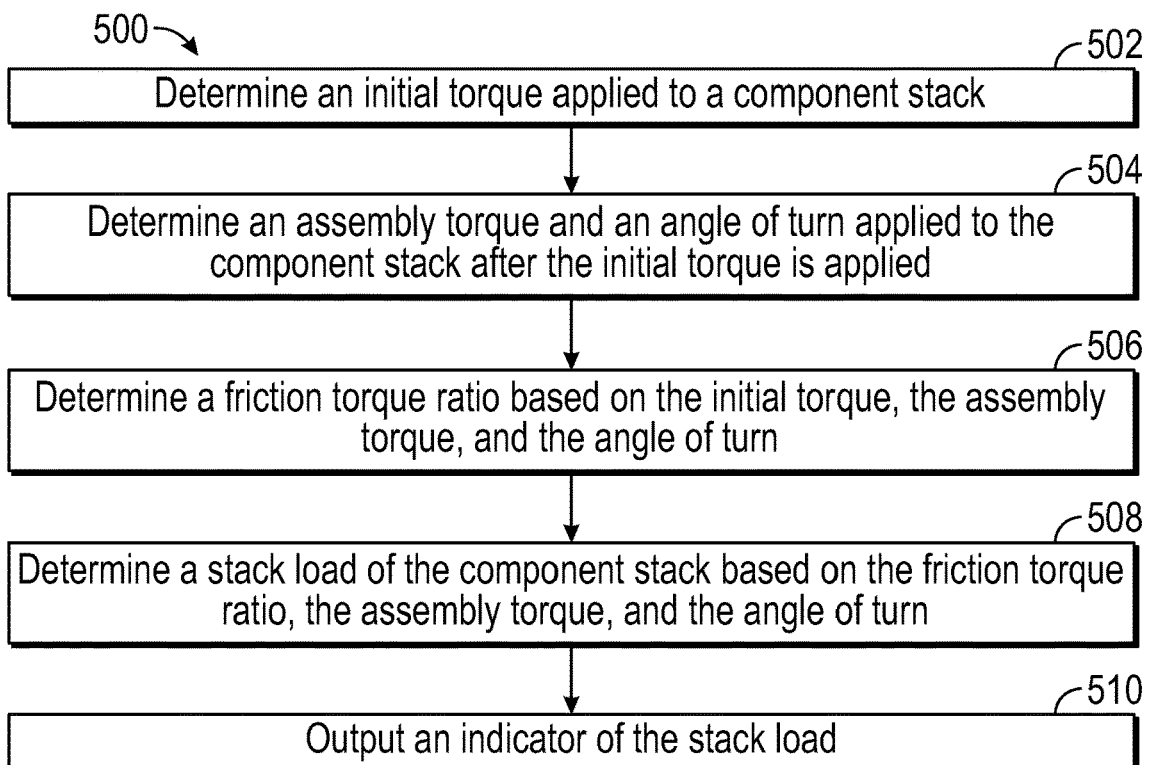 500
502
Determine an initial torque applied to a component stack
504
Determine an assembly torque and an angle of turn applied to the
component stack after the initial torque is applied
506
Determine a friction torque ratio based on the initial torque, the assembly
torque, and the angle of turn
508
Determine a stack load of the component stack based on the friction torque
ratio, the assembly torque, and the angle of turn
510
Output an indicator of the stack load